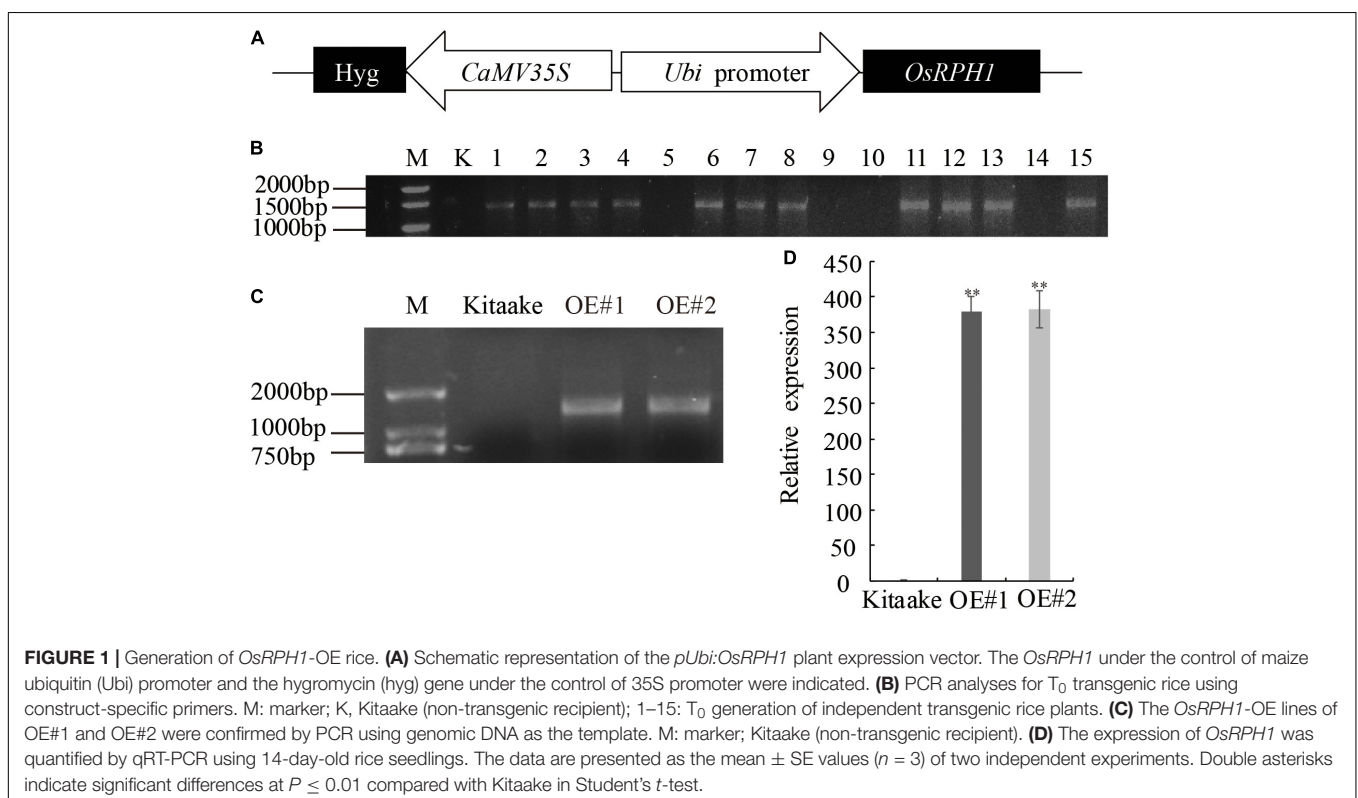 A
Hyg CaMV35S Ubi promoter OsRPH1
B
M K 1 2 3 4 5 6 7 8 9 10 11 12 13 14 15
2000bp
1500bp
1000bp
C
M Kitaake OE#1 OE#2
2000bp
1000bp
750bp
D
Relative expression
450
400
350
300
250
200
150
100
50
0
** **
Kitaake OE#1 OE#2
FIGURE 1 | Generation of OsRPH1-OE rice. (A) Schematic representation of the pUbi:OsRPH1 plant expression vector. The OsRPH1 under the control of maize
ubiquitin (Ubi) promoter and the hygromycin (hyg) gene under the control of 35S promoter were indicated. (B) PCR analyses for T0 transgenic rice using
construct-specific primers. M: marker; K, Kitaake (non-transgenic recipient); 1–15: T0 generation of independent transgenic rice plants. (C) The OsRPH1-OE lines of
OE#1 and OE#2 were confirmed by PCR using genomic DNA as the template. M: marker; Kitaake (non-transgenic recipient). (D) The expression of OsRPH1 was
quantified by qRT-PCR using 14-day-old rice seedlings. The data are presented as the mean ± SE values (n = 3) of two independent experiments. Double asterisks
indicate significant differences at P ≤ 0.01 compared with Kitaake in Student's t-test.